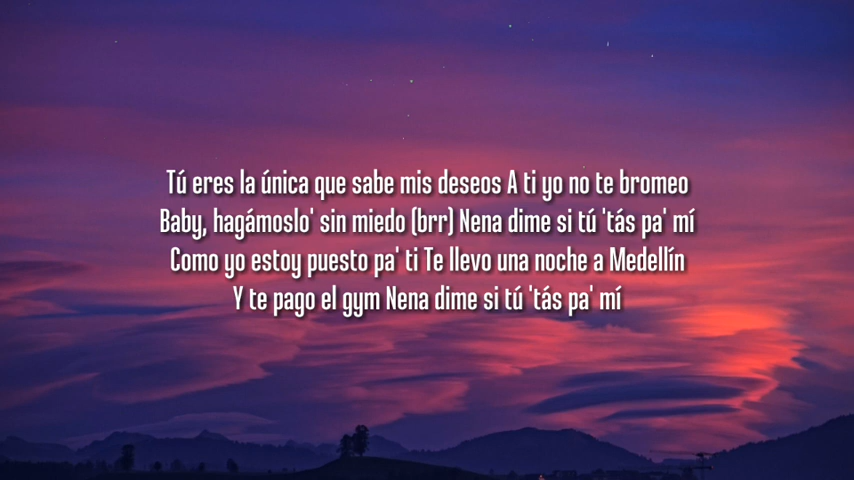 Tú eres la única que sabe mis deseos A ti yo no te bromeo
Baby, hagámoslo' sin miedo (brr) Nena dime si tú 'tás pa' mí
Como yo estoy puesto pa' ti Te llevo una noche a Medellín
Y te pago el gym Nena dime si tú 'tás pa' mí